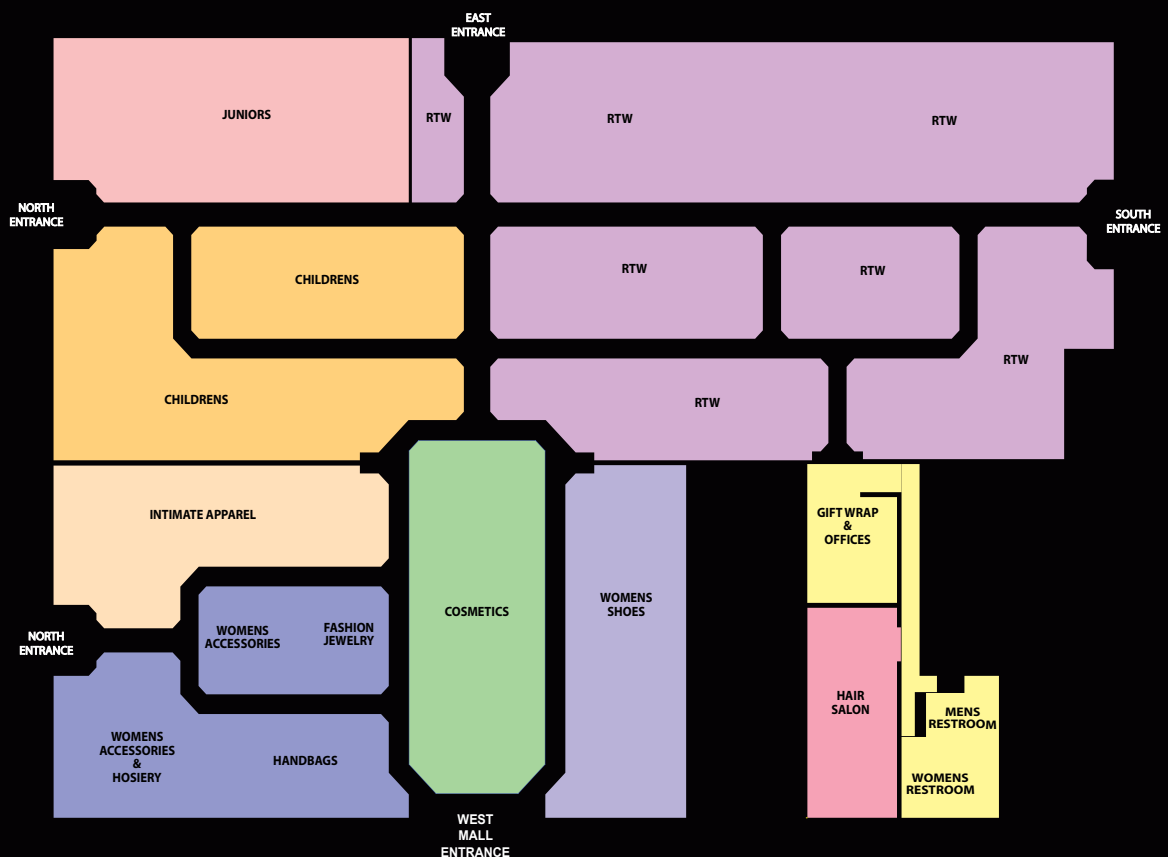 EAST
ENTRANCE
JUNIORS
RTW
RTW
RTW
NORTH
ENTRANCE
SOUTH
ENTRANCE
CHILDRENS
RTW
RTW
RTW
CHILDRENS
RTW
INTIMATE APPAREL
GIFT WRAP
&
OFFICES
WOMENS
ACCESSORIES
FASHION
JEWELRY
COSMETICS
WOMENS
SHOES
NORTH
ENTRANCE
HAIR
SALON
MENS
RESTROOM
WOMENS
ACCESSORIES
&
HOSIERY
HANDBAGS
WOMENS
RESTROOM
WEST
MALL
ENTRANCE